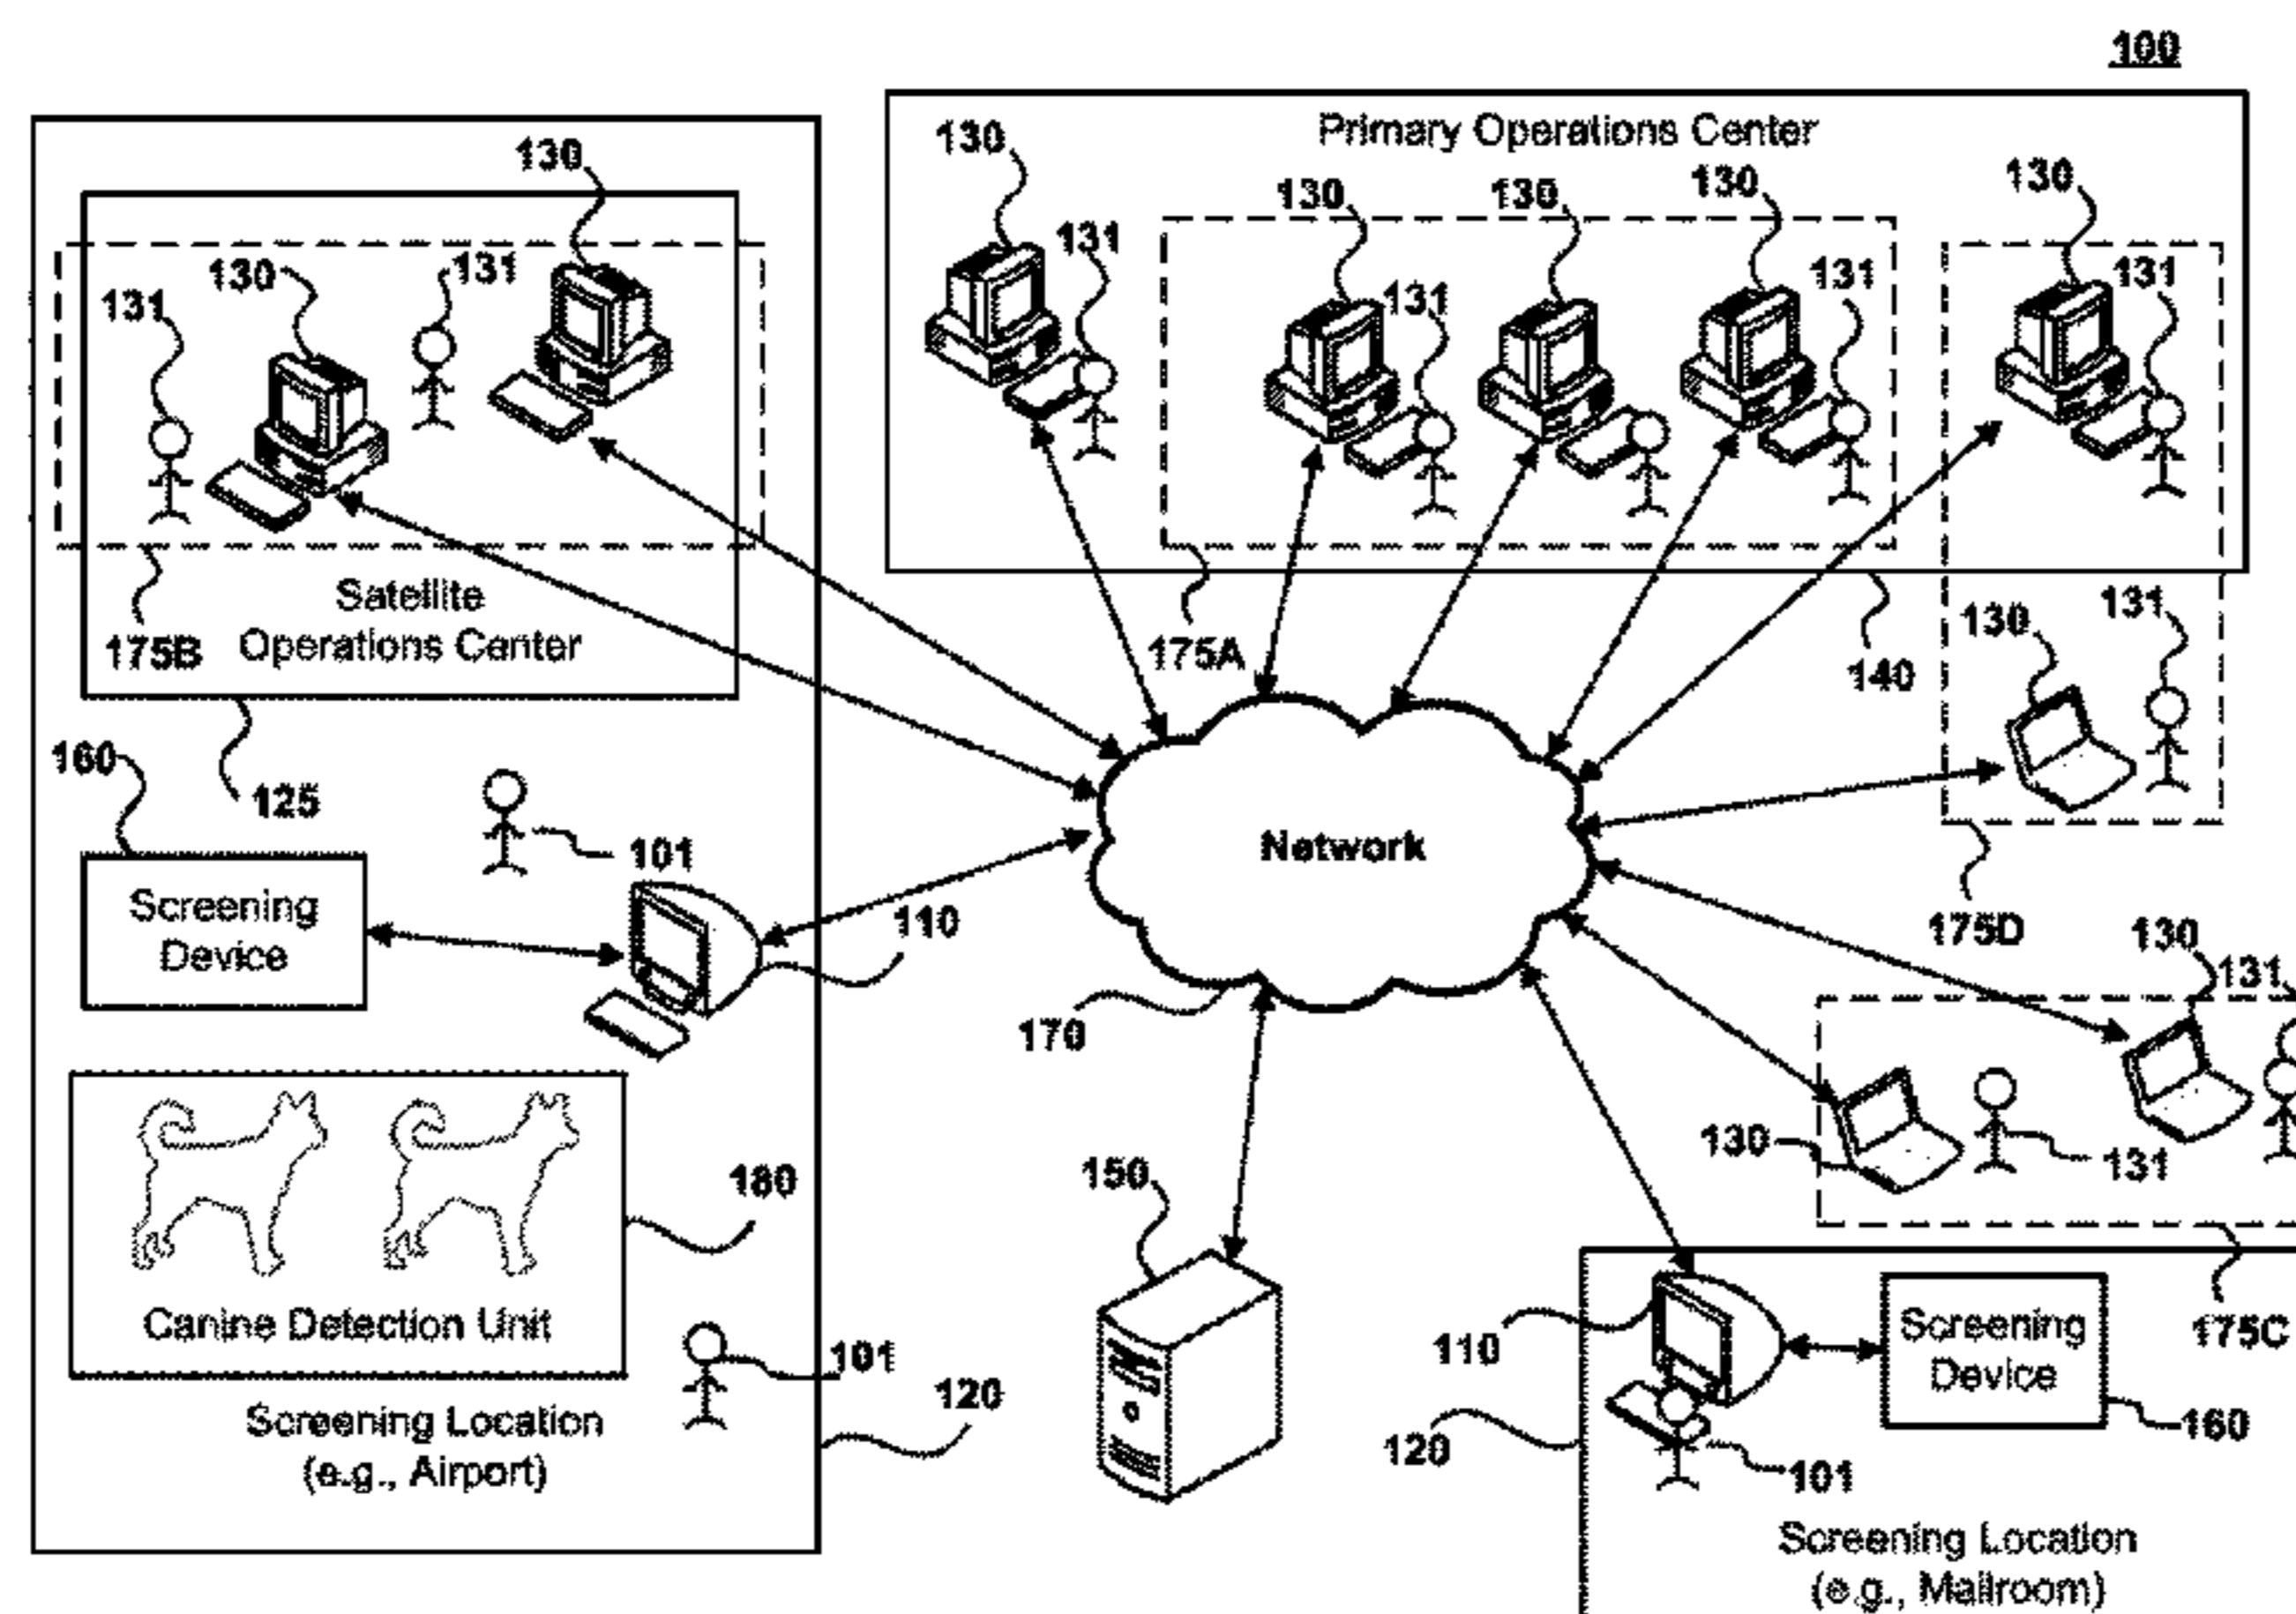 100
Primary Operations Center
130
130
130
130
130
130
130
131
131
131
131
131
131
131
Satellite
Operations Center
175B
125
175A
140
130
131
175D
160
Screening
Device
101
110
Network
170
130
131
130
131
175C
Canine Detection Unit
180
101
Screening Location
(e.g., Airport)
120
150
110
Screening
Device
160
120
101
Screening Location
(e.g., Mailroom)